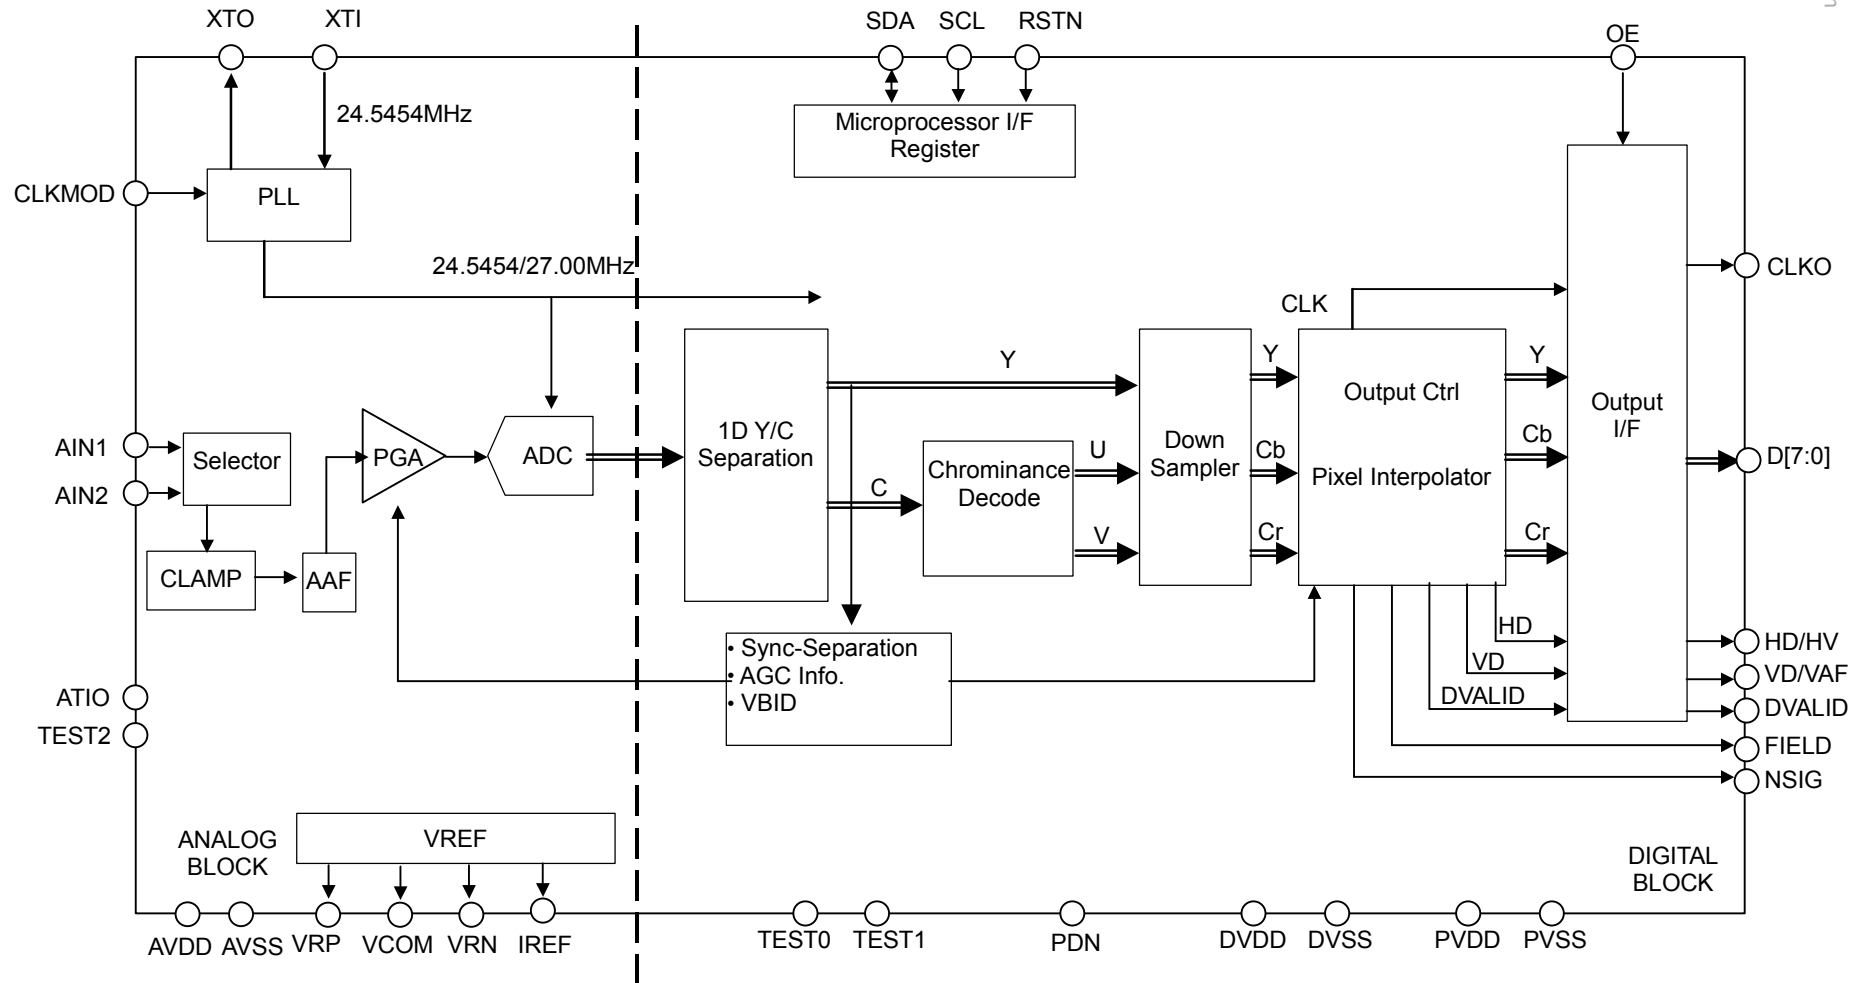 XTO
XTI
SDA
SCL
RSTN
OE
24.5454MHz
Microprocessor I/F
Register
CLKMOD
PLL
24.5454/27.00MHz
CLKO
CLK
Y
Y
Y
Output Ctrl
Output
I/F
1D Y/C
Separation
AIN1
Selector
PGA
ADC
Down
Sampler
U
Cb
Cb
Chrominance
Decode
Pixel Interpolator
D[7:0]
AIN2
C
V
Cr
Cr
CLAMP
AAF
HD
HD/HV
• Sync-Separation
• AGC Info.
• VBID
VD
VD/VAF
DVALID
DVALID
ATIO
TEST2
FIELD
NSIG
ANALOG
BLOCK
VREF
DIGITAL
BLOCK
AVDD
AVSS
VRP
VCOM
VRN
IREF
TEST0
TEST1
PDN
DVDD
DVSS
PVDD
PVSS